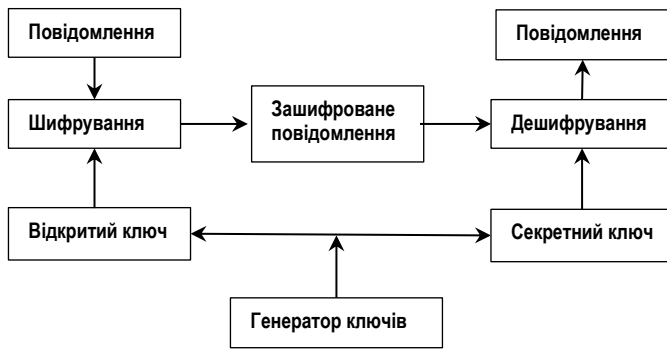 Повідомлення
Повідомлення
Шифрування
Зашифроване
повідомлення
Дешифрування
Відкритий ключ
Секретний ключ
Генератор ключів